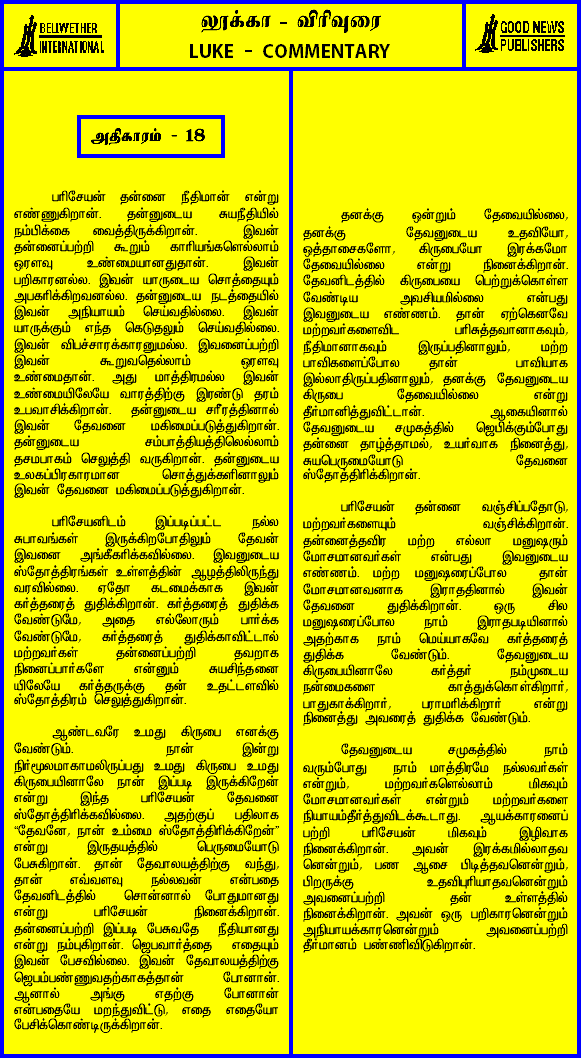 BELWETHER
INTERNATIONAL
லூக்கா - விரிவுரை
LUKE - COMMENTARY
GOOD NEWS
PUBLISHERS
அதிகாரம் - 18
பரிசேயன் தன்னை நீதிமான் என்று
எண்ணுகிறான். தன்னுடைய சுயநீதியில்
நம்பிக்கை வைத்திருக்கிறான். இவன்
தன்னைப்பற்றி கூறும் காரியங்களெல்லாம்
ஓரளவு உண்மையானதுதான். இவன்
பறிகாரனல்ல. இவன் யாருடைய சொத்தையும்
அபகரிக்கிறவனல்ல. தன்னுடைய நடத்தையில்
இவன் அநியாயம் செய்வதில்லை. இவன்
யாருக்கும் எந்த கெடுதலும் செய்வதில்லை.
இவன் விபச்சாரக்காரனுமல்ல. இவனைப்பற்றி
இவன் கூறுவதெல்லாம் ஓரளவு
உண்மைதான். அது மாத்திரமல்ல இவன்
உண்மையிலேயே வாரத்திற்கு இரண்டு தரம்
உபவாசிக்கிறான். தன்னுடைய சரீரத்தினால்
இவன் தேவனை மகிமைப்படுத்துகிறான்.
தன்னுடைய சம்பாத்தியத்திலெல்லாம்
தசமபாகம் செலுத்தி வருகிறான். தன்னுடைய
உலகப்பிரகாரமான சொத்துக்களினாலும்
இவன் தேவனை மகிமைப்படுத்துகிறான்.
பரிசேயனிடம் இப்படிப்பட்ட நல்ல
சுபாவங்கள் இருக்கிறபோதிலும் தேவன்
இவனை அங்கீகரிக்கவில்லை. இவனுடைய
ஸ்தோத்திரங்கள் உள்ளத்தின் ஆழத்திலிருந்து
வரவில்லை. ஏதோ கடமைக்காக இவன்
கர்த்தரைத் துதிக்கிறான். கர்த்தரைத் துதிக்க
வேண்டுமே, அதை எல்லோரும் பார்க்க
வேண்டுமே, கர்த்தரைத் துதிக்காவிட்டால்
மற்றவர்கள் தன்னைப்பற்றி தவறாக
நினைப்பார்களே என்னும் சுயசிந்தனை
யிலேயே கர்த்தருக்கு தன் உதட்டளவில்
ஸ்தோத்திரம் செலுத்துகிறான்.
ஆண்டவரே உமது கிருபை எனக்கு
வேண்டும். நான் இன்று
நிர்மூலமாகாமலிருப்பது உமது கிருபை உமது
கிருபையினாலே நான் இப்படி இருக்கிறேன்
என்று இந்த பரிசேயன் தேவனை
ஸ்தோத்திரிக்கவில்லை. அதற்குப் பதிலாக
“தேவனே, நான் உம்மை ஸ்தோத்திரிக்கிறேன்”
என்று இருதயத்தில் பெருமையோடு
பேசுகிறான். தான் தேவாலயத்திற்கு வந்து,
தான் எவ்வளவு நல்லவன் என்பதை
தேவனிடத்தில் சொன்னால் போதுமானது
என்று பரிசேயன் நினைக்கிறான்.
தன்னைப்பற்றி இப்படி பேசுவதே நீதியானது
என்று நம்புகிறான். ஜெபவார்த்தை எதையும்
இவன் பேசவில்லை. இவன் தேவாலயத்திற்கு
ஜெபம்பண்ணுவதற்காகத்தான் போனான்.
ஆனால் அங்கு எதற்கு போனான்
என்பதையே மறந்துவிட்டு, எதை எதையோ
பேசிக்கொண்டிருக்கிறான்.
தனக்கு ஒன்றும் தேவையில்லை,
தனக்கு தேவனுடைய உதவியோ,
ஒத்தாசைகளோ, கிருபையோ இரக்கமோ
தேவையில்லை என்று நினைக்கிறான்.
தேவனிடத்தில் கிருபையை பெற்றுக்கொள்ள
வேண்டிய அவசியமில்லை என்பது
இவனுடைய எண்ணம். தான் ஏற்கெனவே
மற்றவர்களைவிட பரிசுத்தவானாகவும்,
நீதிமானாகவும் இருப்பதினாலும், மற்ற
பாவிகளைப்போல தான் பாவியாக
இல்லாதிருப்பதினாலும், தனக்கு தேவனுடைய
கிருபை தேவையில்லை என்று
தீர்மானித்துவிட்டான். ஆகையினால்
தேவனுடைய சமுகத்தில் ஜெபிக்கும்போது
தன்னை தாழ்த்தாமல், உயர்வாக நினைத்து,
சுயபெருமையோடு தேவனை
ஸ்தோத்திரிக்கிறான்.
பரிசேயன் தன்னை வஞ்சிப்பதோடு,
மற்றவர்களையும் வஞ்சிக்கிறான்.
தன்னைத்தவிர மற்ற எல்லா மனுஷரும்
மோசமானவர்கள் என்பது இவனுடைய
எண்ணம். மற்ற மனுஷரைப்போல தான்
மோசமானவனாக இராததினால் இவன்
தேவனை துதிக்கிறான். ஒரு சில
மனுஷரைப்போல நாம் இராதபடியினால்
அதற்காக நாம் மெய்யாகவே கர்த்தரைத்
துதிக்க வேண்டும். தேவனுடைய
கிருபையினாலே கர்த்தர் நம்முடைய
நன்மைகளை காத்துக்கொள்கிறார்,
பாதுகாக்கிறார், பராமரிக்கிறார் என்று
நினைத்து அவரைத் துதிக்க வேண்டும்.
தேவனுடைய சமுகத்தில் நாம்
வரும்போது நாம் மாத்திரமே நல்லவர்கள்
என்றும், மற்றவர்களெல்லாம் மிகவும்
மோசமானவர்கள் என்றும் மற்றவர்களை
நியாயம்தீர்த்துவிடக்கூடாது. ஆயக்காரனைப்
பற்றி பரிசேயன் மிகவும் இழிவாக
நினைக்கிறான். அவன் இரக்கமில்லாதவ
னென்றும், பண ஆசை பிடித்தவனென்றும்,
பிறருக்கு உதவிபுரியாதவனென்றும்
அவனைப்பற்றி தன் உள்ளத்தில்
நினைக்கிறான். அவன் ஒரு பறிகாரனென்றும்
அநியாயக்காரனென்றும் அவனைப்பற்றி
தீர்மானம் பண்ணிவிடுகிறான்.